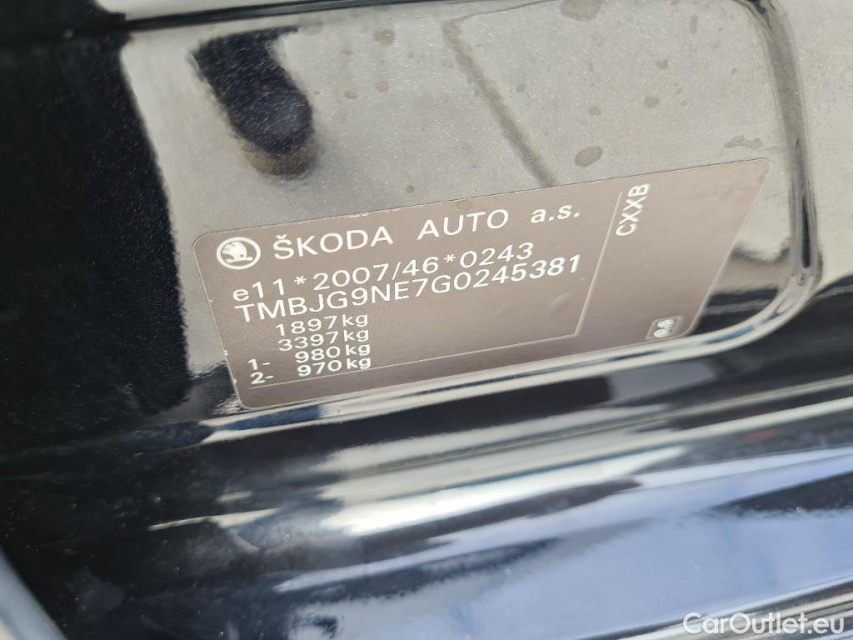 ŠKODA AUTO a.s.
e11*2007/46*0243
TMBJG9NE7G0245381
1897kg
3397kg
1- 980kg
2- 970kg
CXXB
CarOutlet.eu